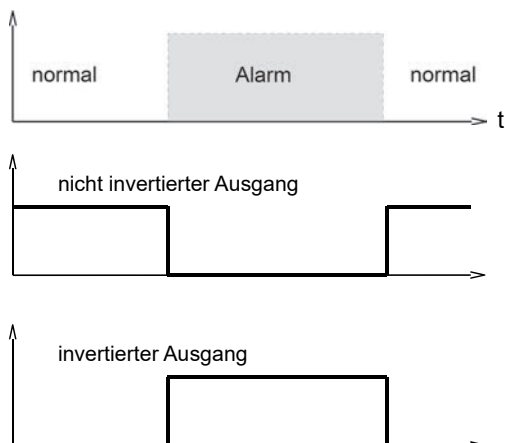 normal Alarm normal
t
nicht invertierter Ausgang
invertierter Ausgang